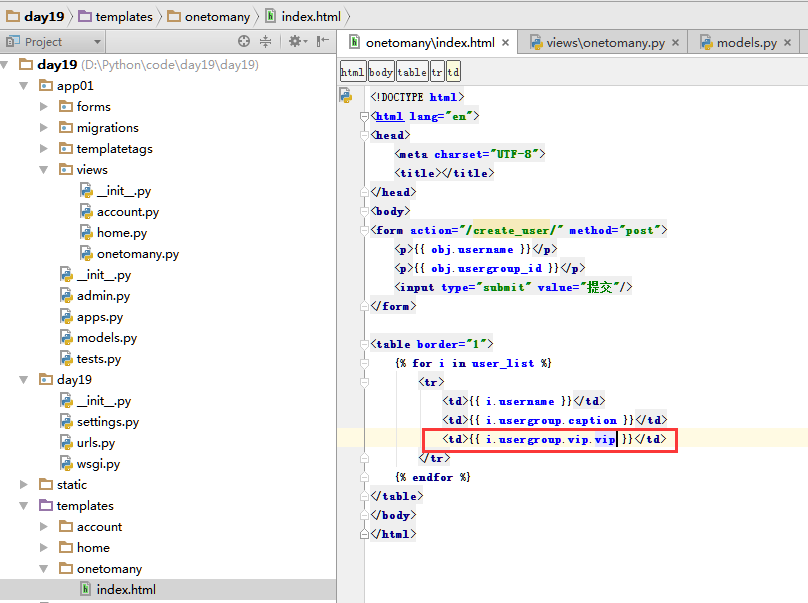 day19 templates onetomany index.html
Project
onetomany\index.html views\onetomany.py models.py
day19 (D:\Python\code\day19\day19)
app01
forms
migrations
templatetags
views
__init__.py
account.py
home.py
onetomany.py
__init__.py
admin.py
apps.py
models.py
tests.py
day19
__init__.py
settings.py
urls.py
wsgi.py
static
templates
account
home
onetomany
index.html
html body table tr td
<!DOCTYPE html>
<html lang="en">
<head>
<meta charset="UTF-8">
<title></title>
</head>
<body>
<form action="/create_user/" method="post">
<p>{{ obj.username }}</p>
<p>{{ obj.usergroup_id }}</p>
<input type="submit" value="提交"/>
</form>
<table border="1">
{% for i in user_list %}
<tr>
<td>{{ i.username }}</td>
<td>{{ i.usergroup.caption }}</td>
<td>{{ i.usergroup.vip.vip }}</td>
</tr>
{% endfor %}
</table>
</body>
</html>